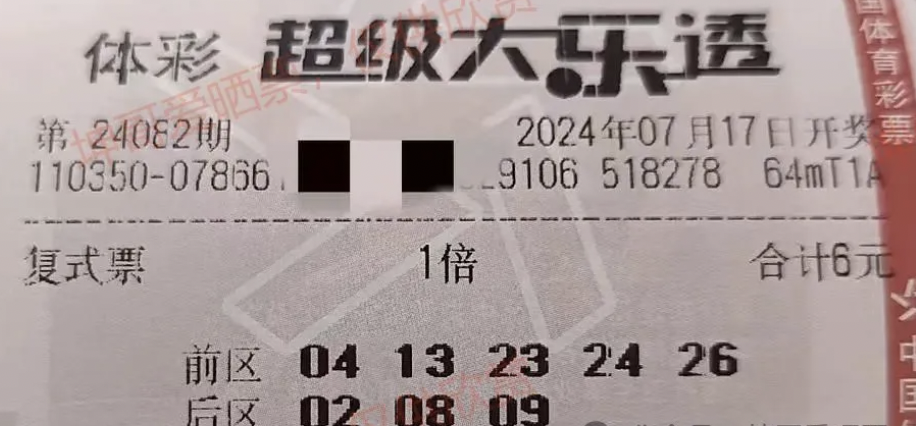 体彩 超级大乐透
第 24082期 2024年07月17日开奖
110350-07866 9106 518278 64mT1A
复式票 1倍 合计6元
前区 04 13 23 24 26
后区 02 08 09
国体育彩票
中国